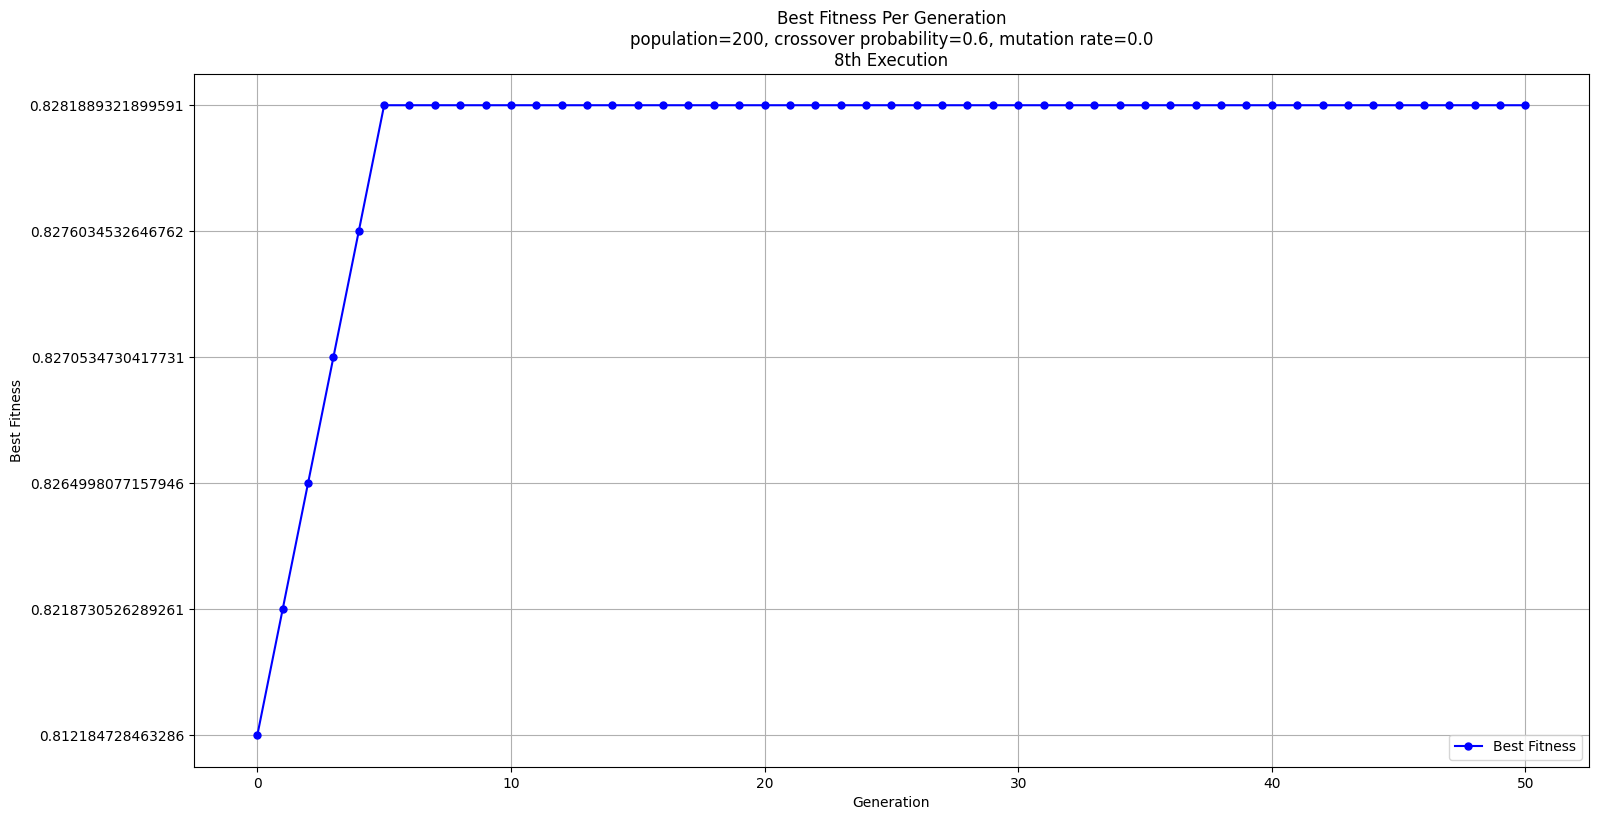 Best Fitness Per Generation
population=200, crossover probability=0.6, mutation rate=0.0
8th Execution
0.8281889321899591
0.8276034532646762
0.8270534730417731
0.8264998077157946
0.8218730526289261
0.812184728463286
Best Fitness
Best Fitness
0 10 20 30 40 50
Generation